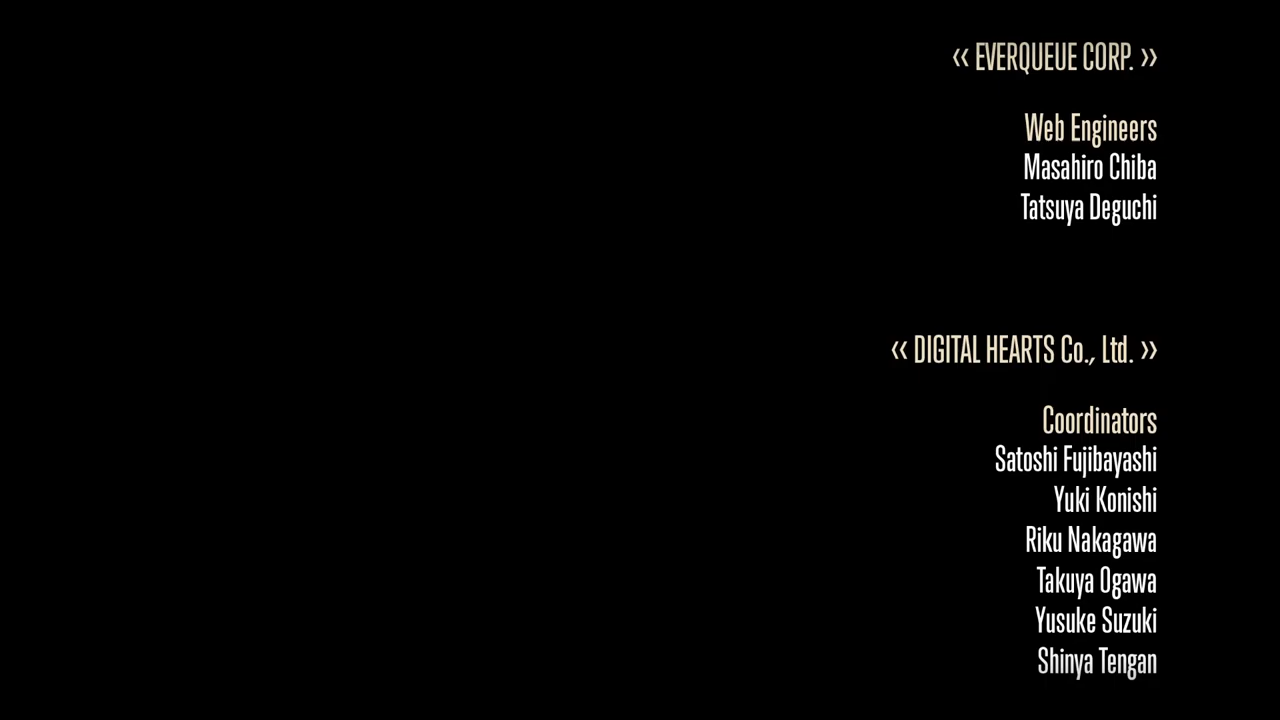 ‹‹ EVERQUEUE CORP. ››
Web Engineers
Masahiro Chiba
Tatsuya Deguchi
‹‹ DIGITAL HEARTS Co., Ltd. ››
Coordinators
Satoshi Fujibayashi
Yuki Konishi
Riku Nakagawa
Takuya Ogawa
Yusuke Suzuki
Shinya Tengan